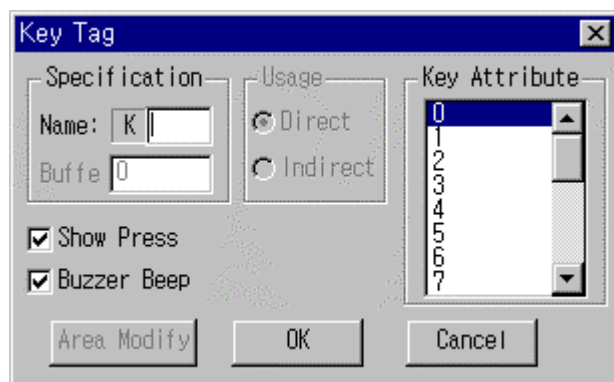 Key Tag
Specification
Name: K
Buffe 0
Usage
Direct
Indirect
Key Attribute
0
1
2
3
4
5
6
7
Show Press
Buzzer Beep
Area Modify OK Cancel